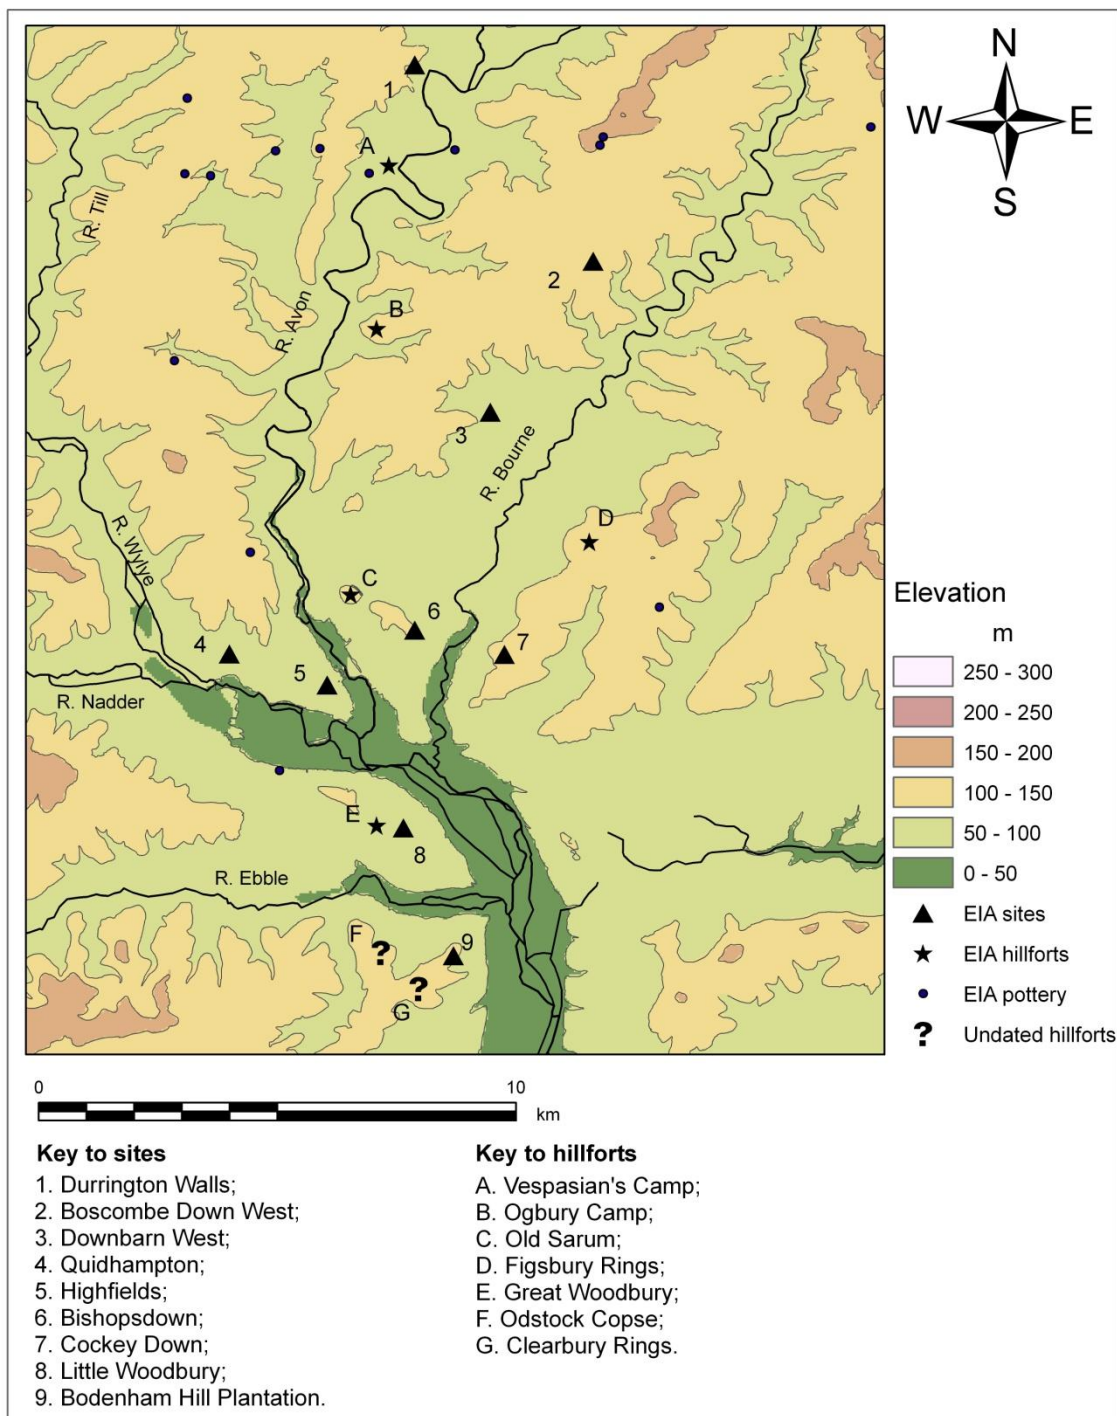 N
W E
S
1
A
R. Till
2
B
R. Avon
3
R. Bourne
D
R. Wylye
C
6
4
7
5
R. Nadder
E
8
R. Ebble
F
?
9
?
G
Elevation
m
250 - 300
200 - 250
150 - 200
100 - 150
50 - 100
0 - 50
EIA sites
EIA hillforts
EIA pottery
? Undated hillforts
0 10
km
Key to sites
1. Durrington Walls;
2. Boscombe Down West;
3. Downbarn West;
4. Quidhampton;
5. Highfields;
6. Bishopsdown;
7. Cockey Down;
8. Little Woodbury;
9. Bodenham Hill Plantation.
Key to hillforts
A. Vespasian's Camp;
B. Ogbury Camp;
C. Old Sarum;
D. Figsbury Rings;
E. Great Woodbury;
F. Odstock Copse;
G. Clearbury Rings.